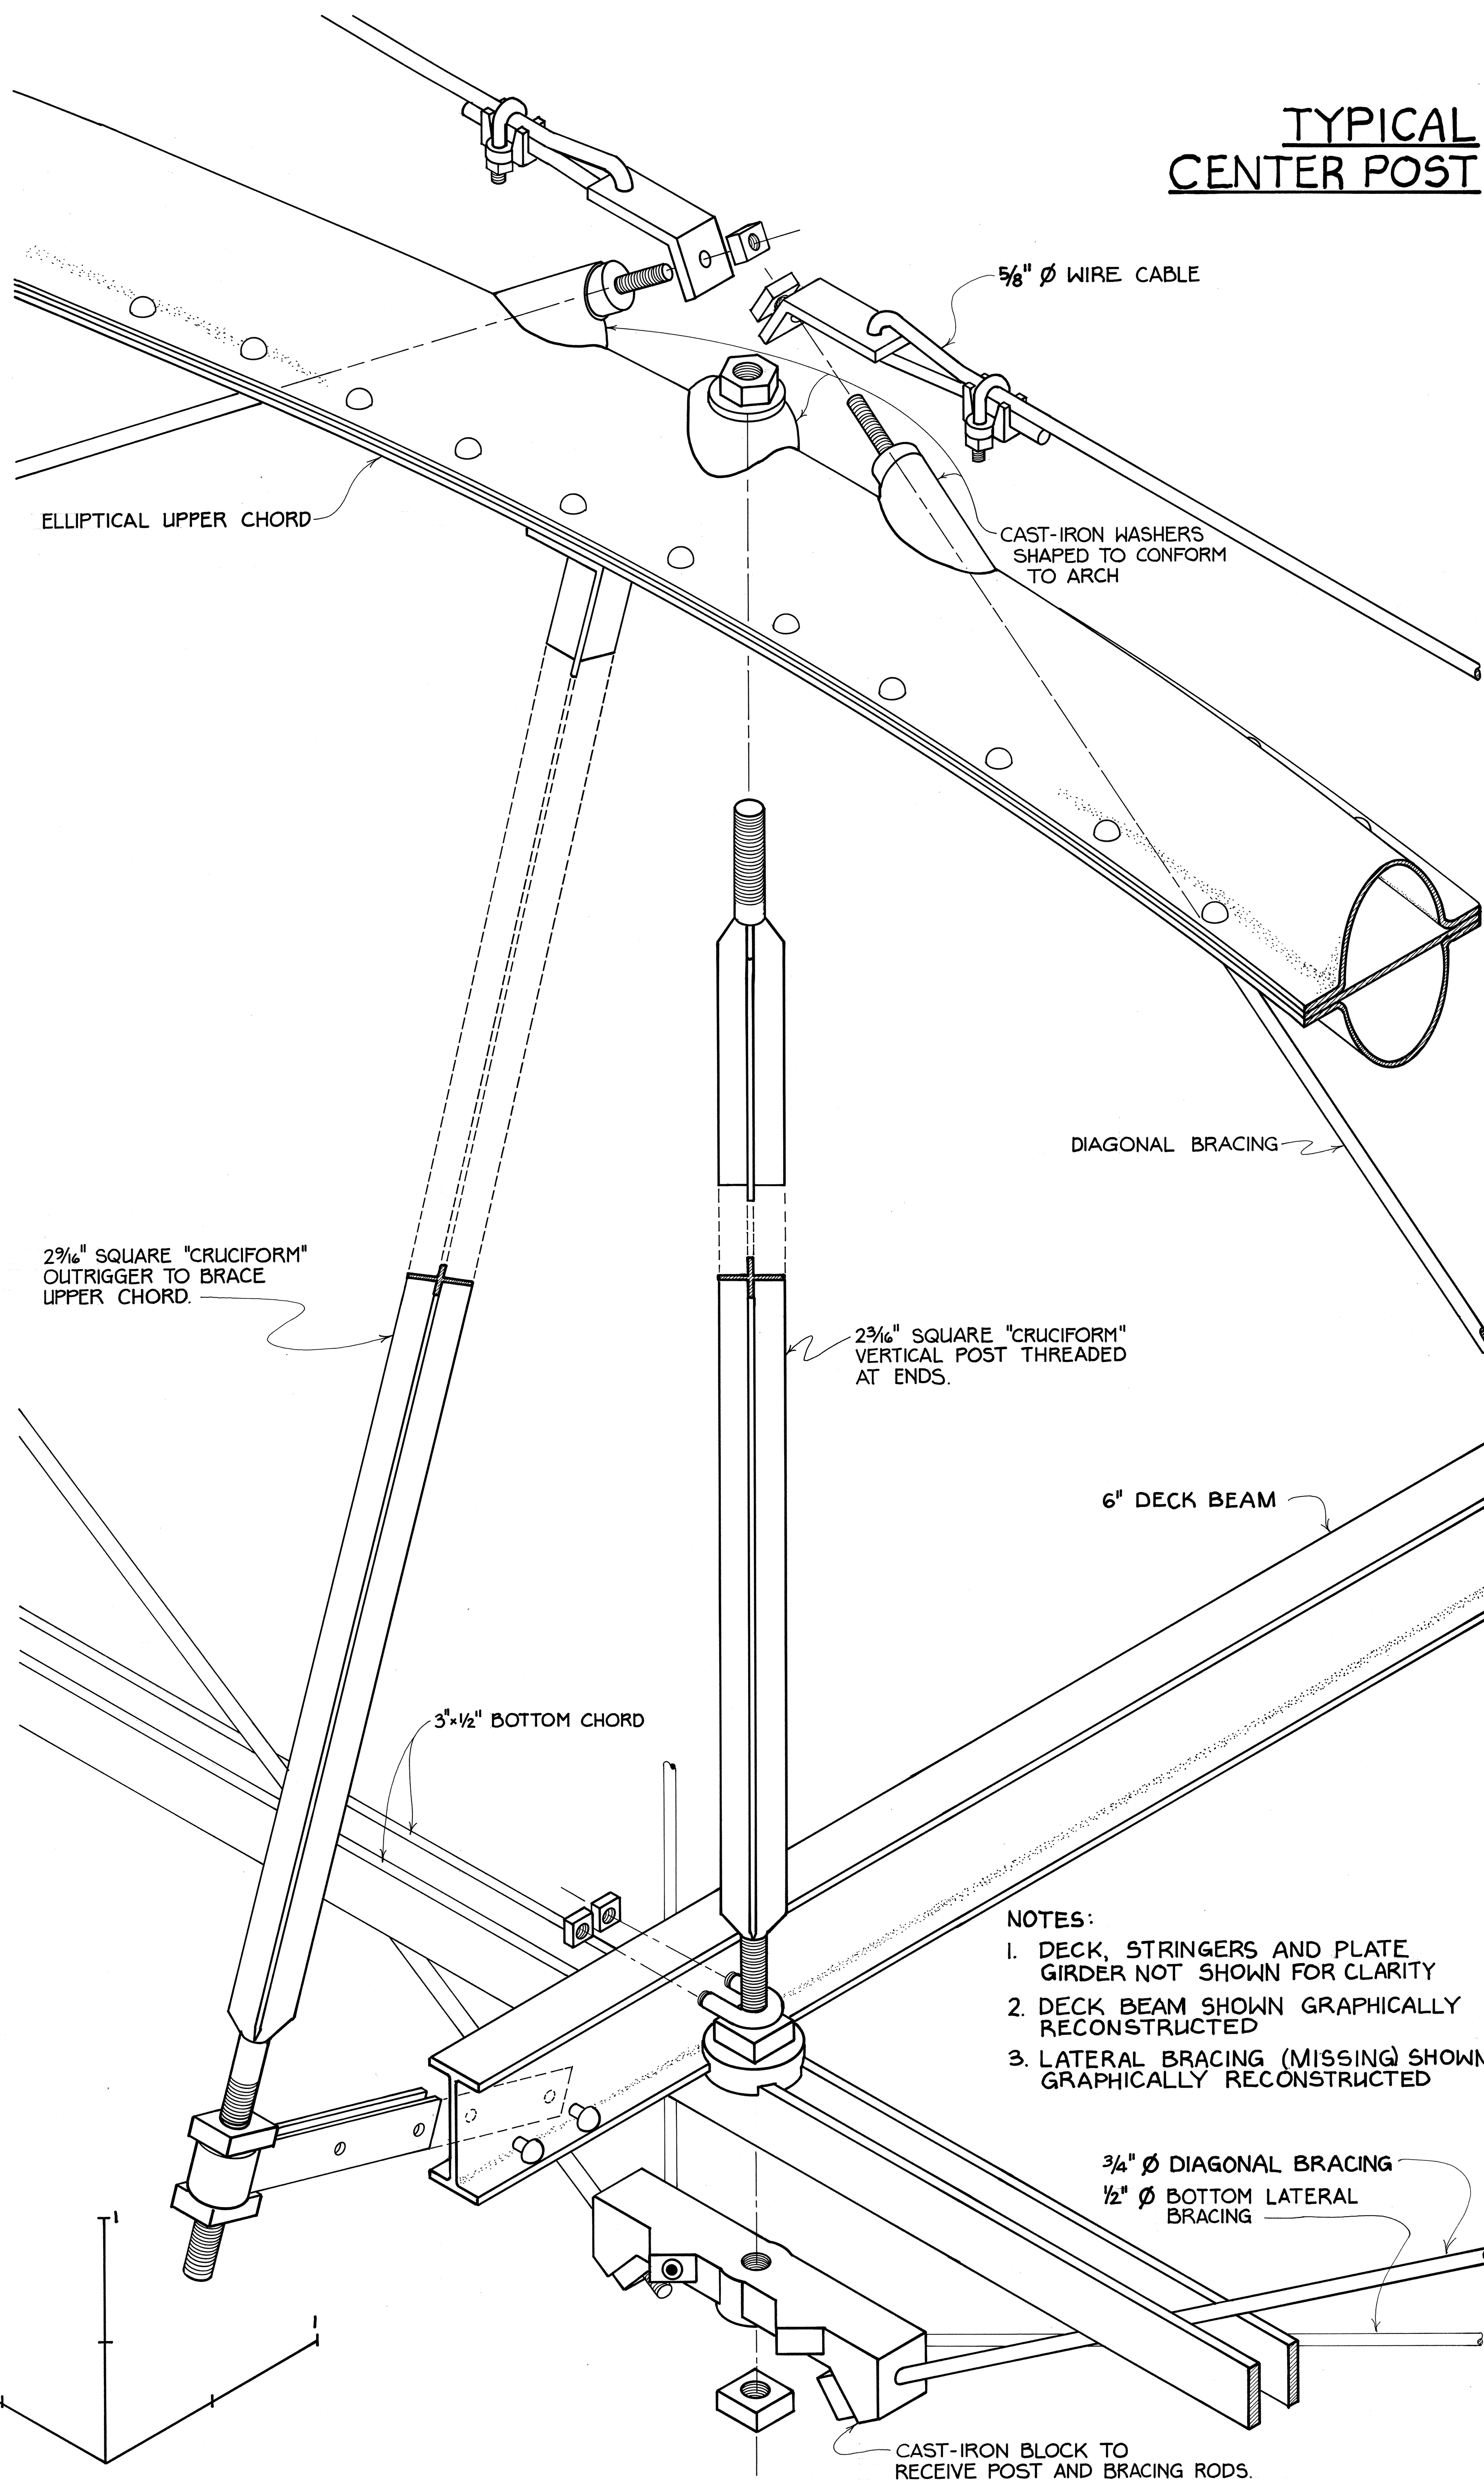 TYPICAL
CENTER POST
5/8" Ø WIRE CABLE
ELLIPTICAL UPPER CHORD
CAST-IRON WASHERS
SHAPED TO CONFORM
TO ARCH
DIAGONAL BRACING
2 9/16" SQUARE "CRUCIFORM"
OUTRIGGER TO BRACE
UPPER CHORD.
2 3/16" SQUARE "CRUCIFORM"
VERTICAL POST THREADED
AT ENDS.
6" DECK BEAM
3"x1/2" BOTTOM CHORD
NOTES:
1. DECK, STRINGERS AND PLATE
GIRDER NOT SHOWN FOR CLARITY
2. DECK BEAM SHOWN GRAPHICALLY
RECONSTRUCTED
3. LATERAL BRACING (MISSING) SHOWN
GRAPHICALLY RECONSTRUCTED
3/4" Ø DIAGONAL BRACING
1/2" Ø BOTTOM LATERAL
BRACING
1'
1
CAST-IRON BLOCK TO
RECEIVE POST AND BRACING RODS.